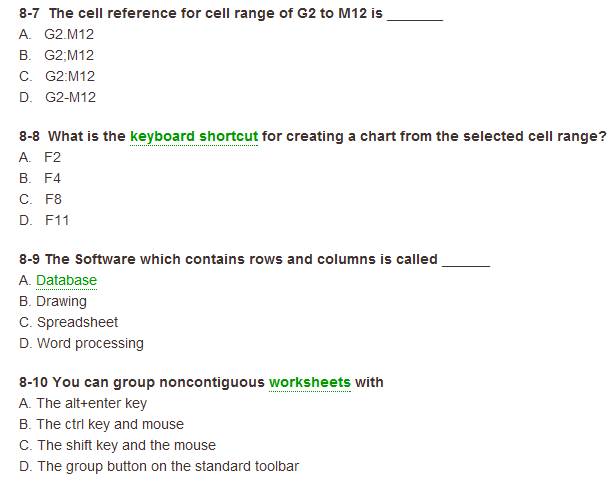 8-7 The cell reference for cell range of G2 to M12 is _______
A. G2.M12
B. G2;M12
C. G2:M12
D. G2-M12
8-8 What is the keyboard shortcut for creating a chart from the selected cell range?
A. F2
B. F4
C. F8
D. F11
8-9 The Software which contains rows and columns is called ______
A. Database
B. Drawing
C. Spreadsheet
D. Word processing
8-10 You can group noncontiguous worksheets with
A. The alt+enter key
B. The ctrl key and mouse
C. The shift key and the mouse
D. The group button on the standard toolbar